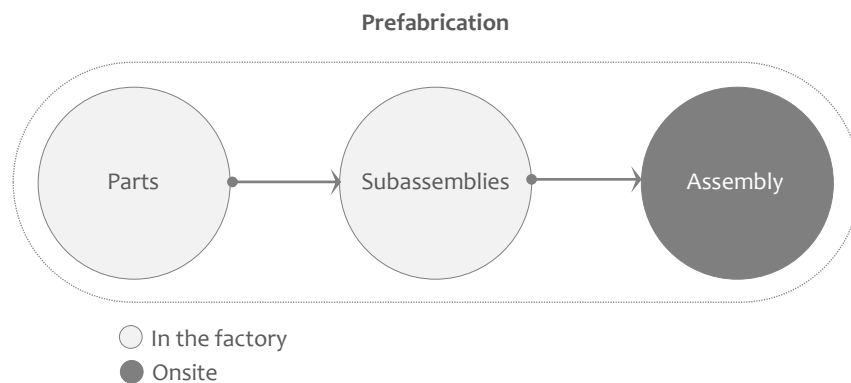 Prefabrication
Parts
Subassemblies
Assembly
In the factory
Onsite